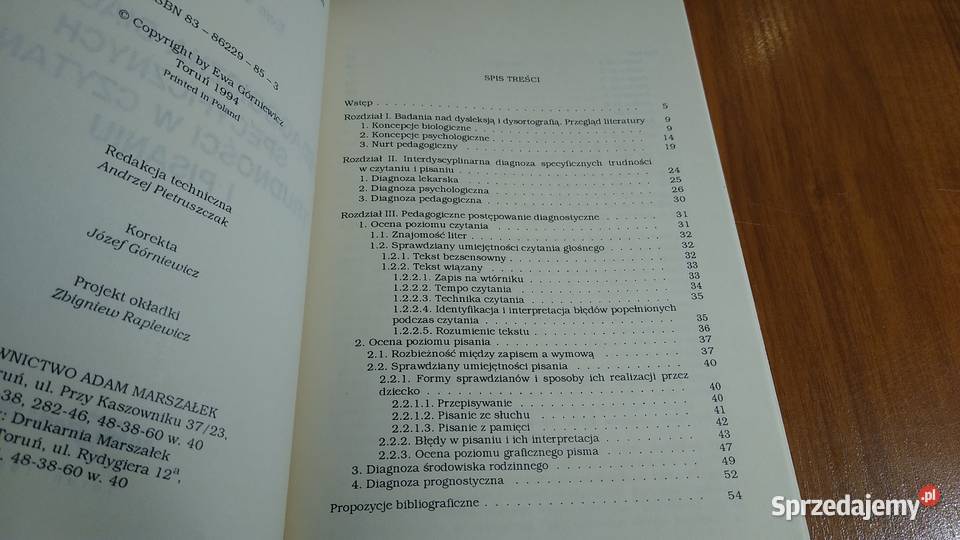 ISBN 83 – 86229 – 85 – 3
© Copyright by Ewa Górniewicz
Toruń 1994
Printed in Poland
Redakcja techniczna
Andrzej Pietruszczak
Korekta
Józef Górniewicz
Projekt okładki
Zbigniew Rapiewicz
WNICTWO ADAM MARSZAŁEK
ruń, ul. Przy Kaszowniku 37/23,
-38, 282-46, 48-38-60 w. 40
: Drukarnia Marszałek
Toruń, ul. Rydygiera 12ª,
48-38-60 w. 40
SPIS TREŚCI
Wstęp . . . 5
Rozdział I. Badania nad dysleksją i dysortografią. Przegląd literatury 9
1. Koncepcje biologiczne . . . 9
2. Koncepcje psychologiczne . . . 14
3. Nurt pedagogiczny . . . 19
Rozdział II. Interdyscyplinarna diagnoza specyficznych trudności
w czytaniu i pisaniu . . . 24
1. Diagnoza lekarska . . . 25
2. Diagnoza psychologiczna . . . 26
3. Diagnoza pedagogiczna . . . 30
Rozdział III. Pedagogiczne postępowanie diagnostyczne . . . 31
1. Ocena poziomu czytania . . . 31
1.1. Znajomość liter . . . 32
1.2. Sprawdziany umiejętności czytania głośnego . . . 32
1.2.1. Tekst bezsensowny . . . 32
1.2.2. Tekst wiązany . . . 33
1.2.2.1. Zapis na wtórniku . . . 33
1.2.2.2. Tempo czytania . . . 34
1.2.2.3. Technika czytania . . . 35
1.2.2.4. Identyfikacja i interpretacja błędów popełnionych
podczas czytania . . . 35
1.2.2.5. Rozumienie tekstu . . . 36
2. Ocena poziomu pisania . . . 37
2.1. Rozbieżność między zapisem a wymową . . . 37
2.2. Sprawdziany umiejętności pisania . . . 40
2.2.1. Formy sprawdzianów i sposoby ich realizacji przez
dziecko . . . 40
2.2.1.1. Przepisywanie . . . 40
2.2.1.2. Pisanie ze słuchu . . . 41
2.2.1.3. Pisanie z pamięci . . . 42
2.2.2. Błędy w pisaniu i ich interpretacja . . . 43
2.2.3. Ocena poziomu graficznego pisma . . . 47
3. Diagnoza środowiska rodzinnego . . . 49
4. Diagnoza prognostyczna . . . 52
Propozycje bibliograficzne . . . 54
Sprzedajemy.pl